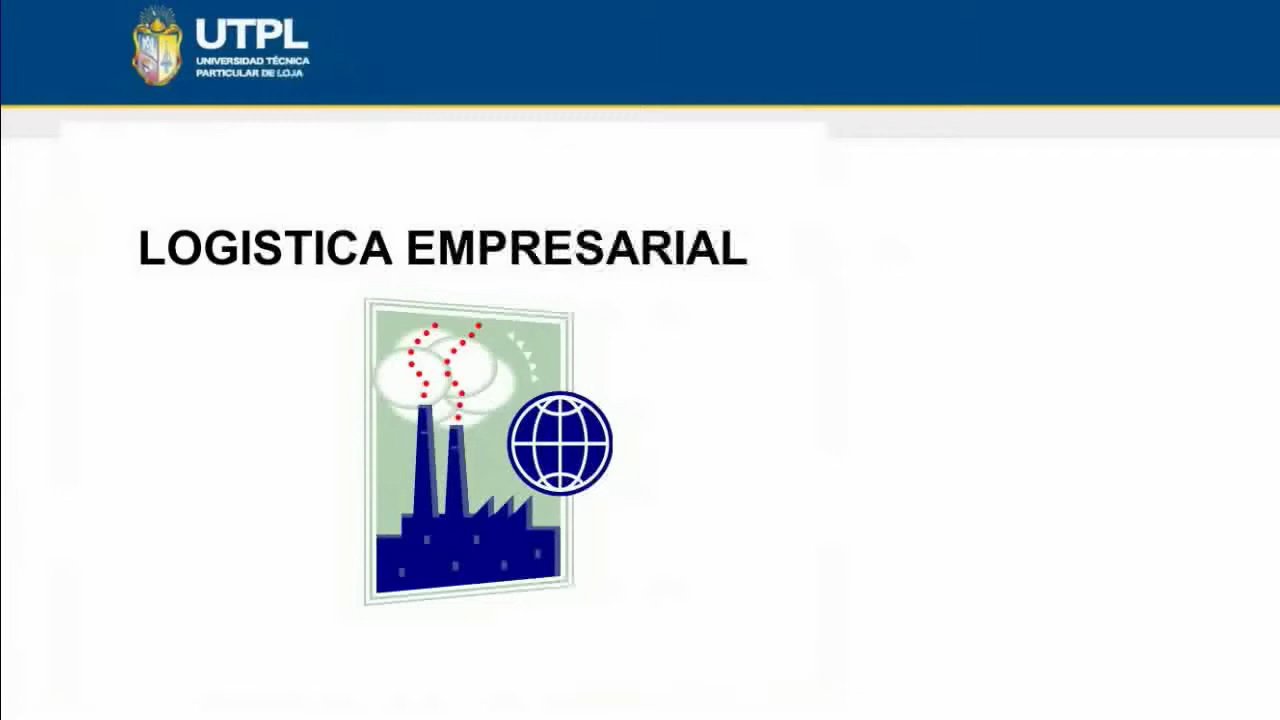 UTPL
UNIVERSIDAD TÉCNICA
PARTICULAR DE LOJA
LOGISTICA EMPRESARIAL